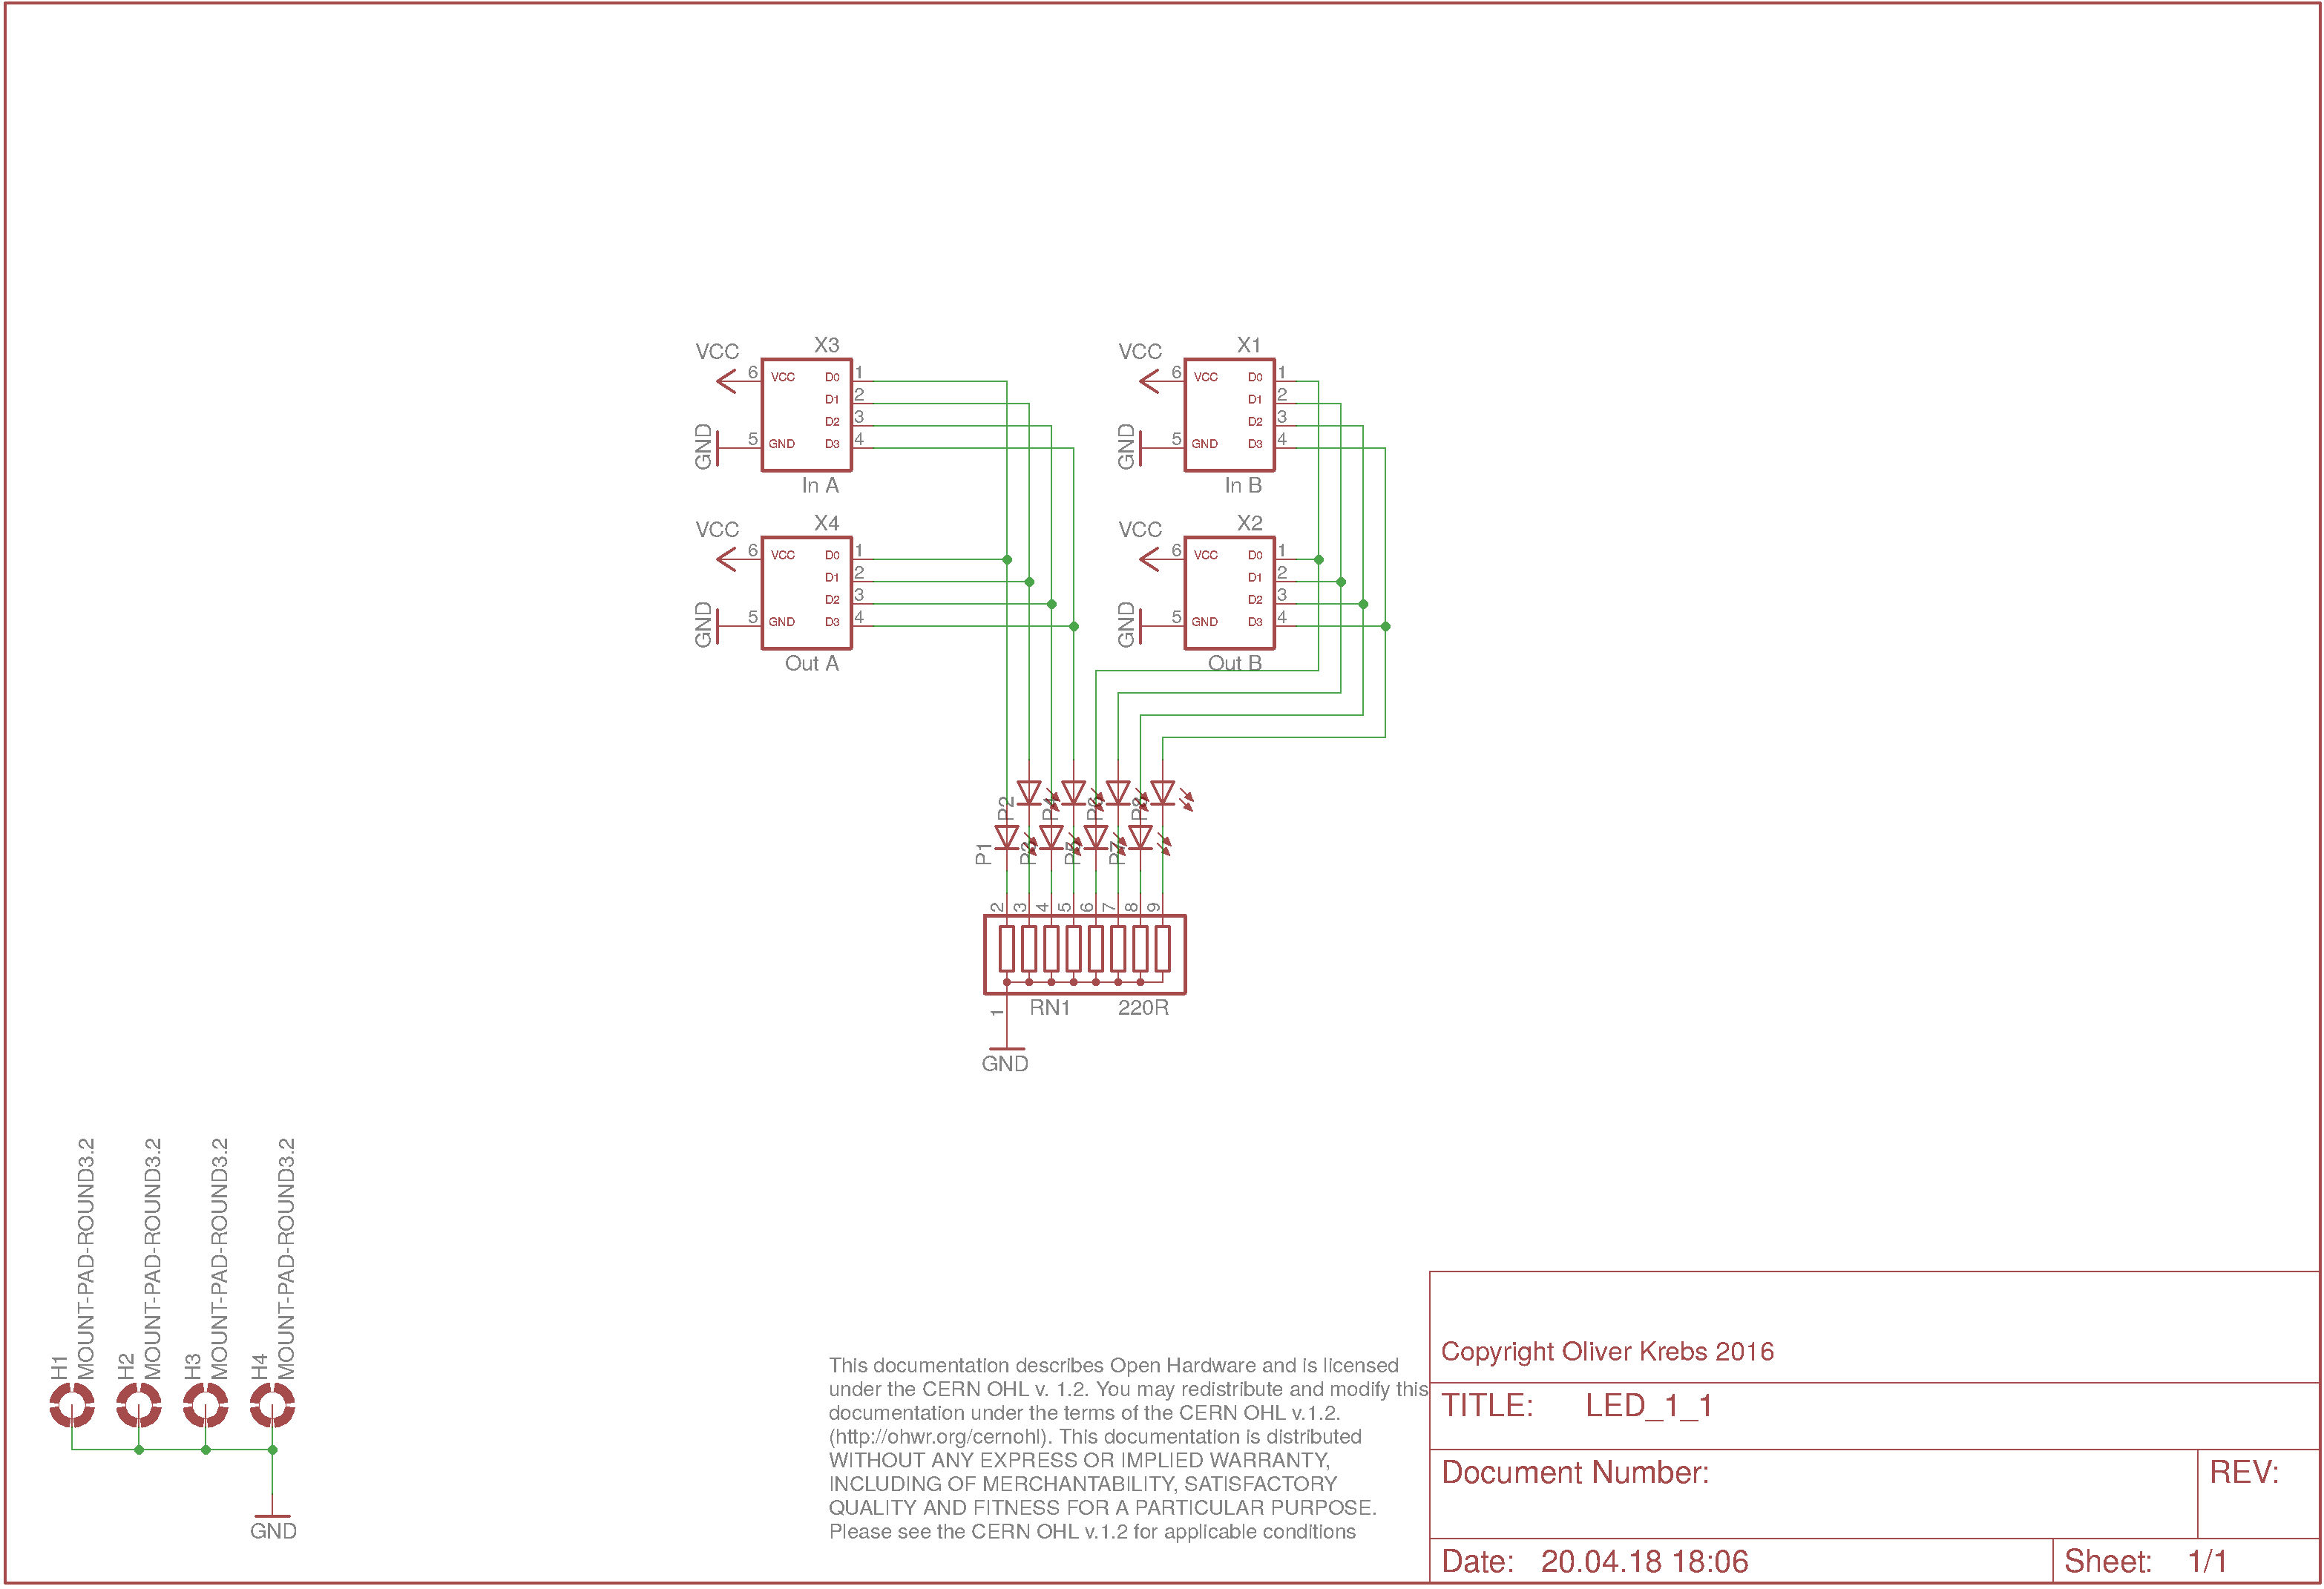 X3
VCC
6
VCC
D0
1
D1
2
D2
3
GND
5
GND
D3
4
In A
X1
VCC
6
VCC
D0
1
D1
2
D2
3
GND
5
GND
D3
4
In B
X4
VCC
6
VCC
D0
1
D1
2
D2
3
GND
5
GND
D3
4
Out A
X2
VCC
6
VCC
D0
1
D1
2
D2
3
GND
5
GND
D3
4
Out B
P2
P4
P6
P8
P1
P3
P5
P7
2 3 4 5 6 7 8 9
1
RN1
220R
GND
H1
MOUNT-PAD-ROUND3.2
H2
MOUNT-PAD-ROUND3.2
H3
MOUNT-PAD-ROUND3.2
H4
MOUNT-PAD-ROUND3.2
GND
This documentation describes Open Hardware and is licensed
under the CERN OHL v. 1.2. You may redistribute and modify this
documentation under the terms of the CERN OHL v.1.2.
(http://ohwr.org/cernohl). This documentation is distributed
WITHOUT ANY EXPRESS OR IMPLIED WARRANTY,
INCLUDING OF MERCHANTABILITY, SATISFACTORY
QUALITY AND FITNESS FOR A PARTICULAR PURPOSE.
Please see the CERN OHL v.1.2 for applicable conditions
Copyright Oliver Krebs 2016
TITLE: LED_1_1
Document Number:
REV:
Date: 20.04.18 18:06
Sheet: 1/1